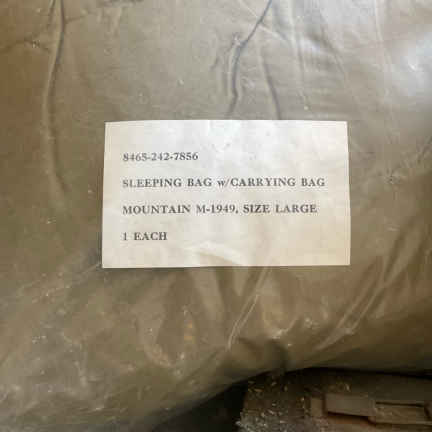 8465-242-7856
SLEEPING BAG w/CARRYING BAG
MOUNTAIN M-1949, SIZE LARGE
1 EACH